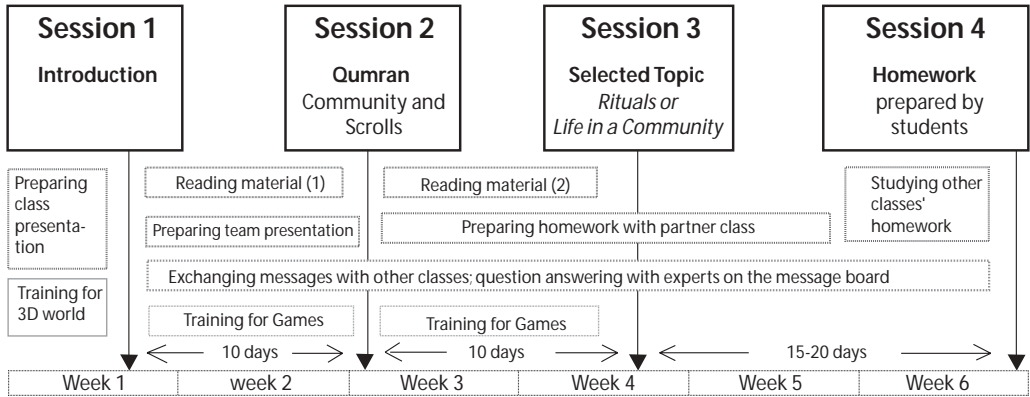 Session 1
Introduction
Session 2
Qumran
Community and
Scrolls
Session 3
Selected Topic
Rituals or
Life in a Community
Session 4
Homework
prepared by
students
Preparing
class
presenta-
tion
Reading material (1)
Reading material (2)
Studying other
classes'
homework
Preparing team presentation
Preparing homework with partner class
Exchanging messages with other classes; question answering with experts on the message board
Training for
3D world
Training for Games
Training for Games
10 days
10 days
15-20 days
Week 1
week 2
Week 3
Week 4
Week 5
Week 6